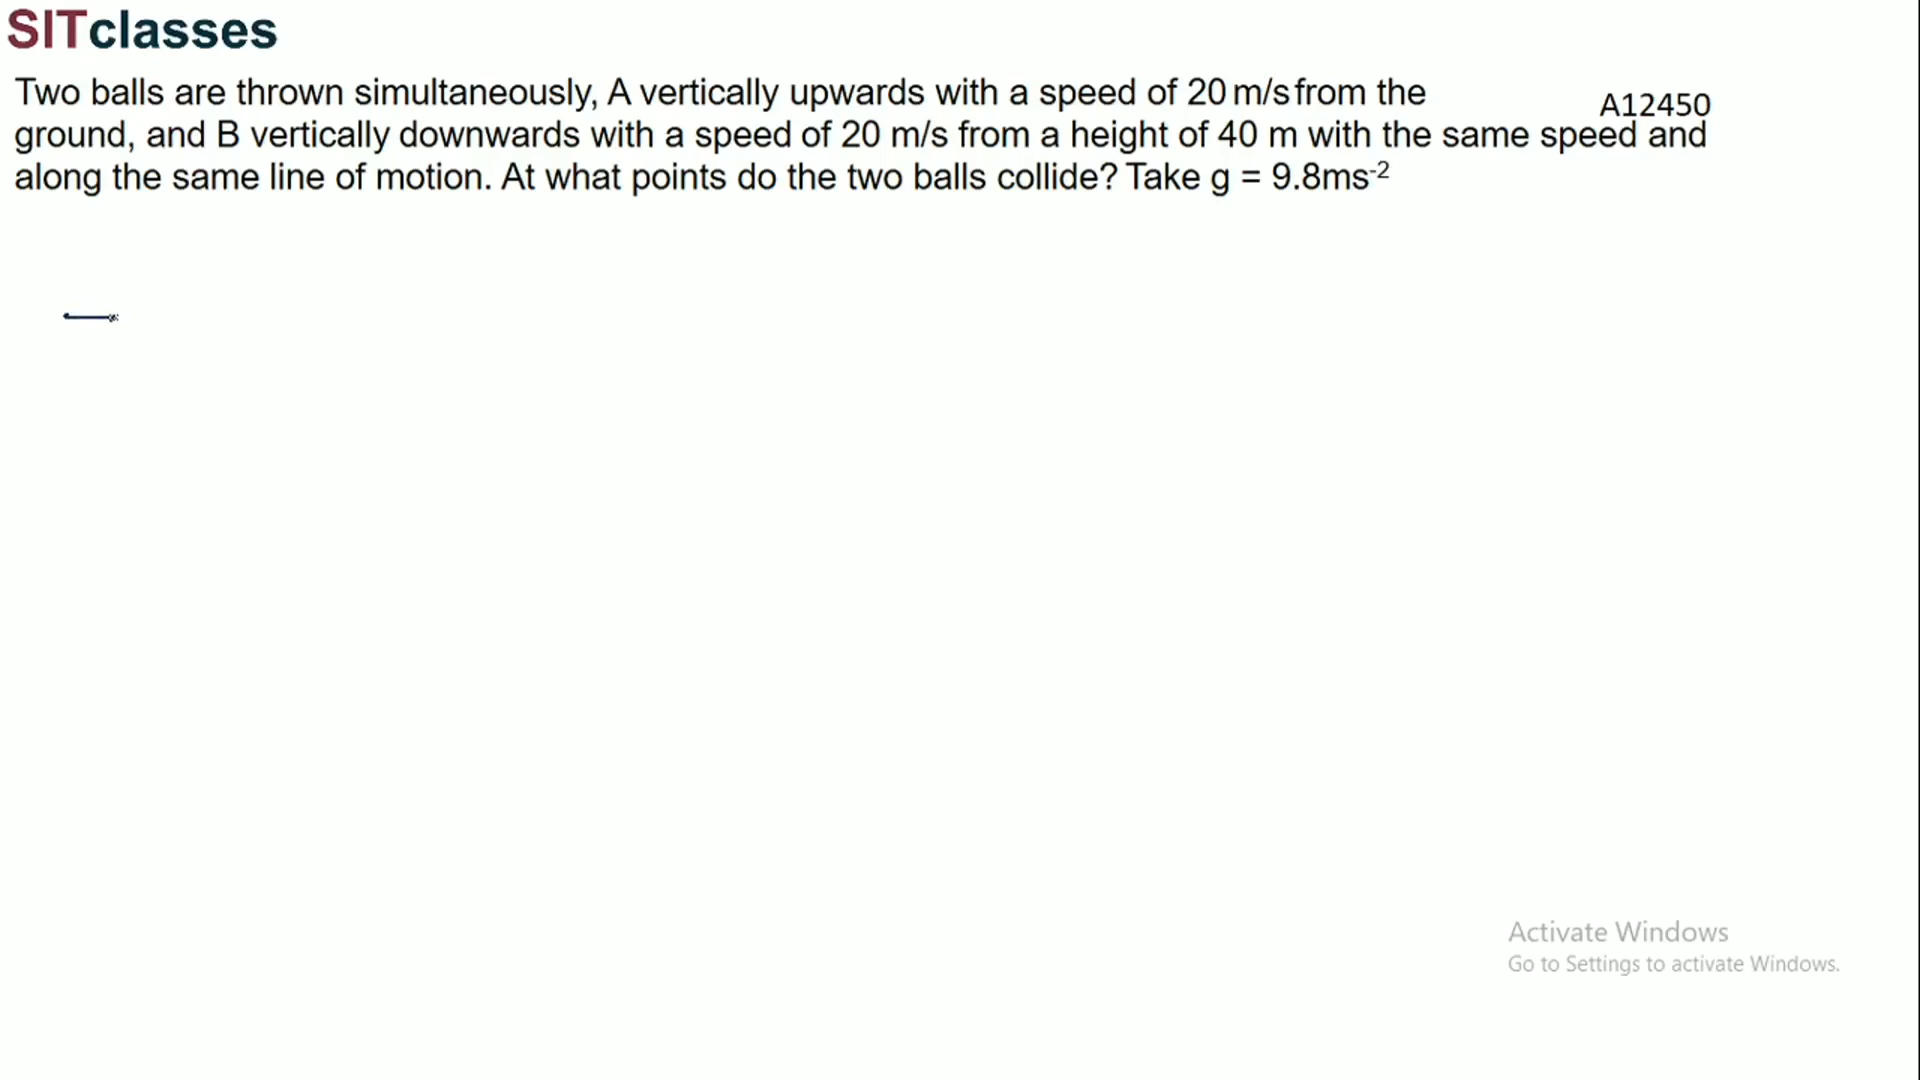 SITclasses
Two balls are thrown simultaneously, A vertically upwards with a speed of 20 m/s from the
A12450
ground, and B vertically downwards with a speed of 20 m/s from a height of 40 m with the same speed and
along the same line of motion. At what points do the two balls collide? Take g = 9.8ms⁻²
Activate Windows
Go to Settings to activate Windows.